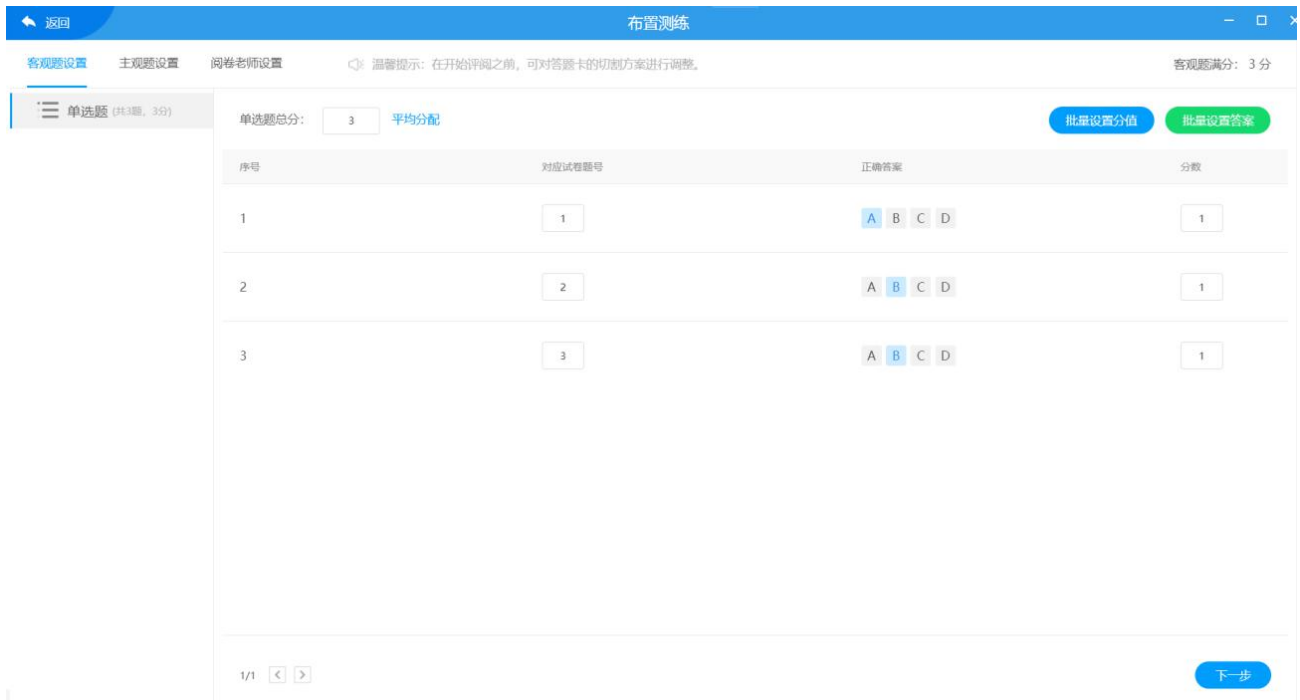 返回 布置测练
客观题设置 主观题设置 阅卷老师设置 温馨提示：在开始评阅之前，可对答题卡的切割方案进行调整。 客观题满分： 3 分
单选题 (共3题，3分)
单选题总分： 3 平均分配 批量设置分值 批量设置答案
序号 对应试卷题号 正确答案 分数
1 1 A B C D 1
2 2 A B C D 1
3 3 A B C D 1
1/1 < > 下一步